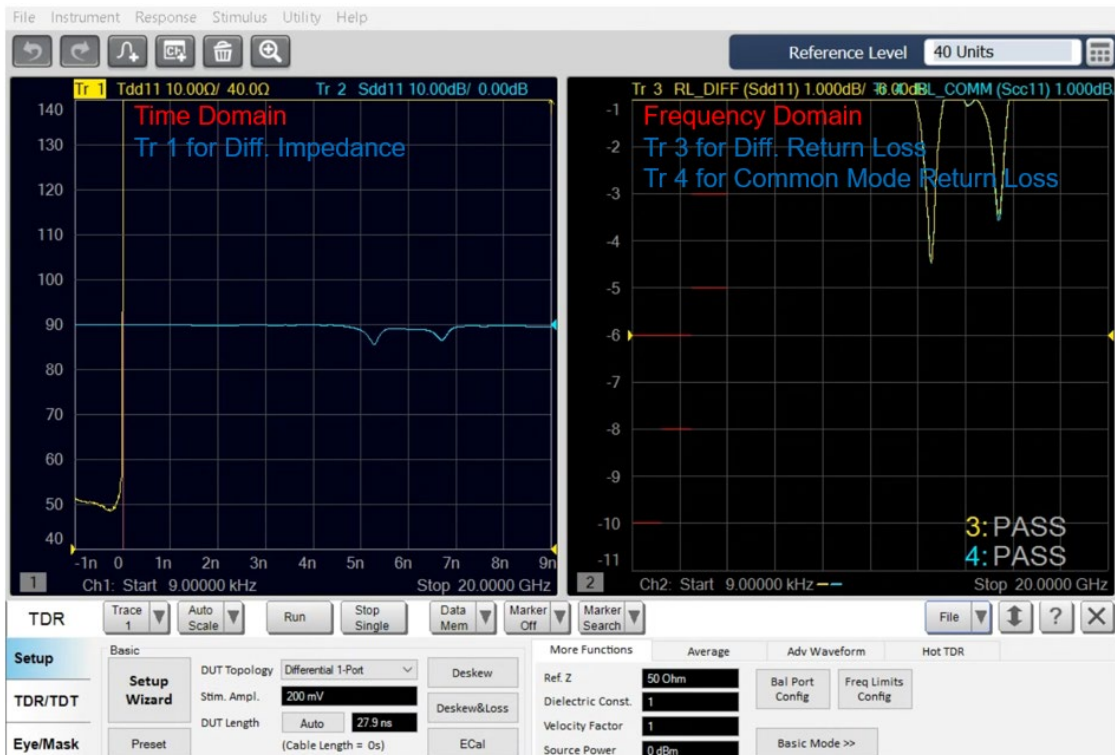 File Instrument Response Stimulus Utility Help
Reference Level 40 Units
Tr 1 Tdd11 10.00Ω/ 40.0Ω Tr 2 Sdd11 10.00dB/ 0.00dB
Time Domain
Tr 1 for Diff. Impedance
140
130
120
110
100
90
80
70
60
50
40
-1n 0 1n 2n 3n 4n 5n 6n 7n 8n 9n
1 Ch1: Start 9.00000 kHz Stop 20.0000 GHz
Tr 3 RL_DIFF (Sdd11) 1.000dB/ (Scc11) 1.000dB
Frequency Domain
Tr 3 for Diff. Return Loss
Tr 4 for Common Mode Return Loss
-1
-2
-3
-4
-5
-6
-7
-8
-9
-10
-11
3: PASS
4: PASS
2 Ch2: Start 9.00000 kHz Stop 20.0000 GHz
TDR
Trace 1
Auto Scale
Run
Stop Single
Data Mem
Marker Off
Marker Search
File
?
Setup
TDR/TDT
Eye/Mask
Basic
Setup Wizard
Preset
DUT Topology Differential 1-Port
Stim. Ampl. 200 mV
DUT Length Auto 27.9 ns
(Cable Length = 0s)
Deskew
Deskew&Loss
ECal
More Functions Average Adv Waveform Hot TDR
Ref. Z 50 Ohm
Dielectric Const. 1
Velocity Factor 1
Source Power 0 dBm
Bal Port Config
Freq Limits Config
Basic Mode >>